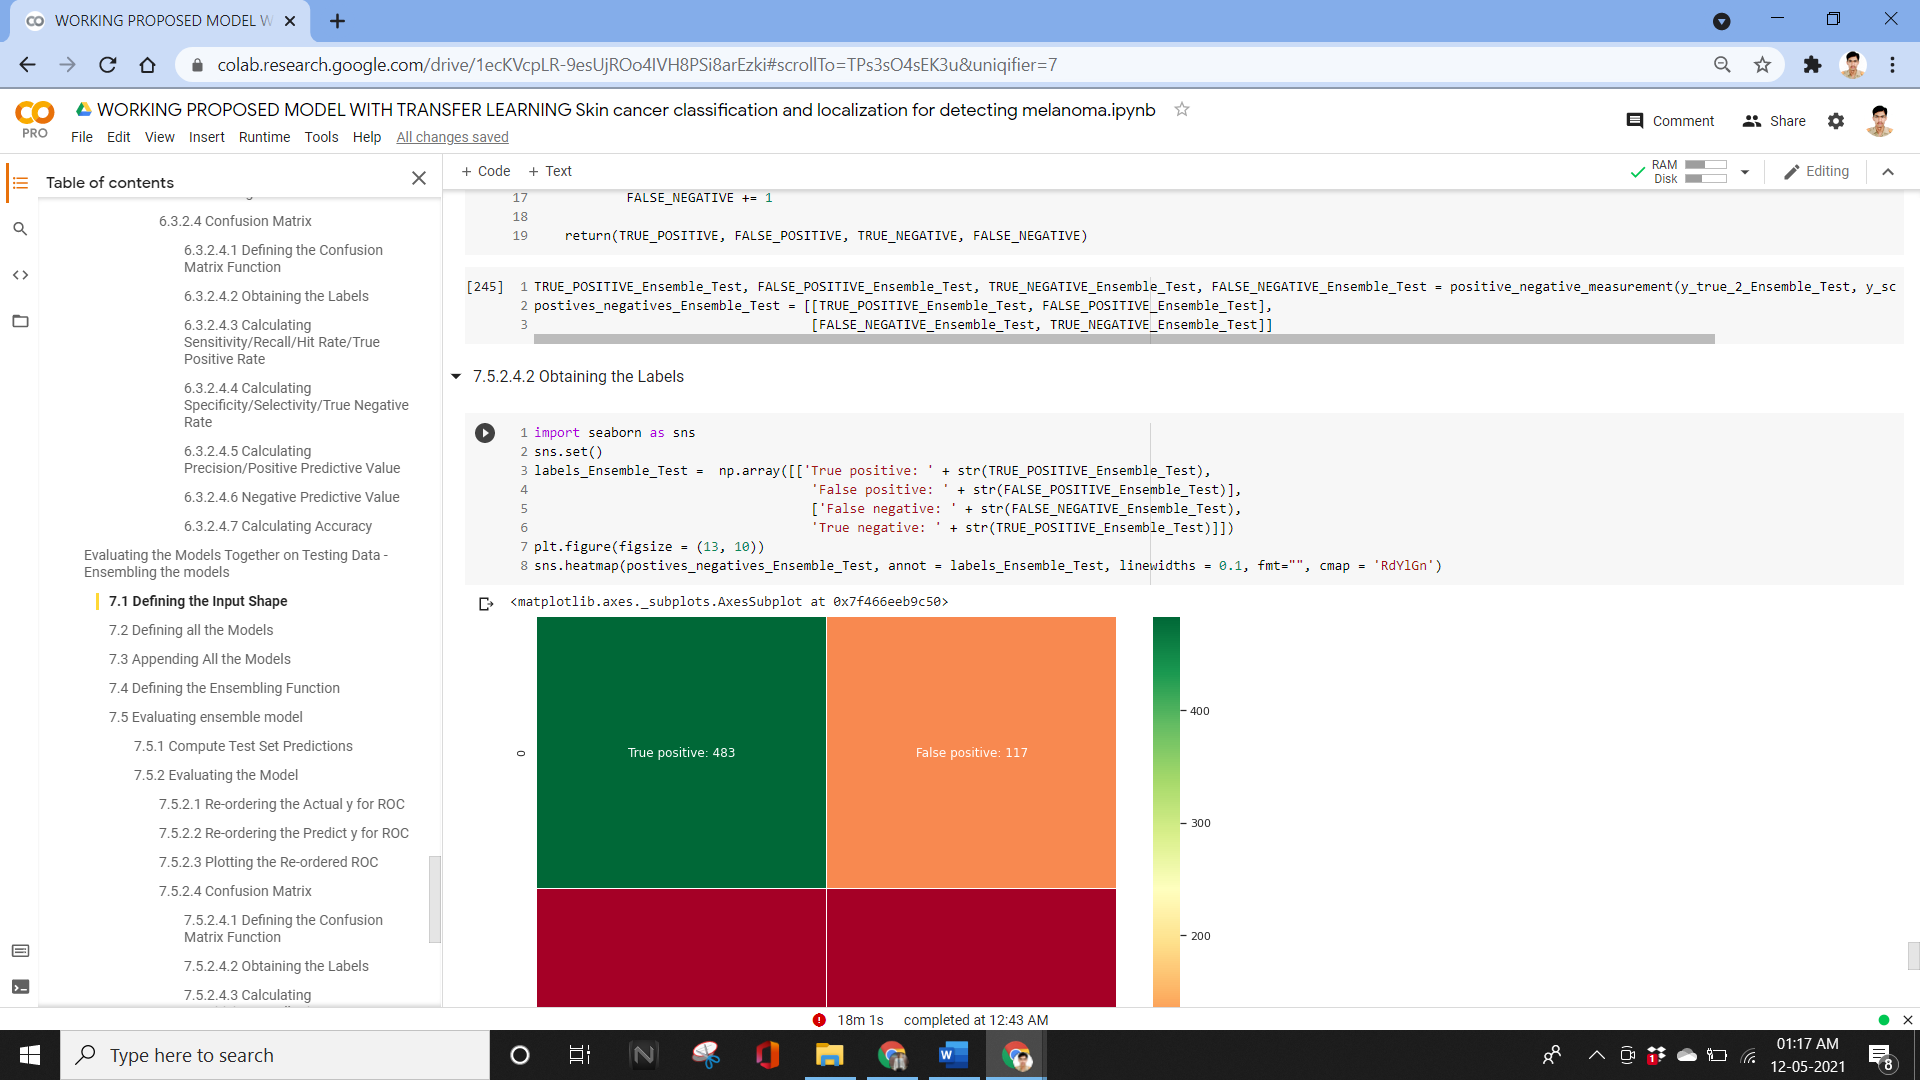 WORKING PROPOSED MODEL W
colab.research.google.com/drive/1ecKVcpLR-9esUjROo4IVH8PSi8arEzki#scrollTo=TPs3sO4sEK3u&uniqifier=7
PRO
WORKING PROPOSED MODEL WITH TRANSFER LEARNING Skin cancer classification and localization for detecting melanoma.ipynb
File Edit View Insert Runtime Tools Help All changes saved
Comment Share
Table of contents
+ Code + Text
RAM
Disk
Editing
6.3.2.4 Confusion Matrix
6.3.2.4.1 Defining the Confusion
Matrix Function
6.3.2.4.2 Obtaining the Labels
6.3.2.4.3 Calculating
Sensitivity/Recall/Hit Rate/True
Positive Rate
6.3.2.4.4 Calculating
Specificity/Selectivity/True Negative
Rate
6.3.2.4.5 Calculating
Precision/Positive Predictive Value
6.3.2.4.6 Negative Predictive Value
6.3.2.4.7 Calculating Accuracy
Evaluating the Models Together on Testing Data -
Ensembling the models
7.1 Defining the Input Shape
7.2 Defining all the Models
7.3 Appending All the Models
7.4 Defining the Ensembling Function
7.5 Evaluating ensemble model
7.5.1 Compute Test Set Predictions
7.5.2 Evaluating the Model
7.5.2.1 Re-ordering the Actual y for ROC
7.5.2.2 Re-ordering the Predict y for ROC
7.5.2.3 Plotting the Re-ordered ROC
7.5.2.4 Confusion Matrix
7.5.2.4.1 Defining the Confusion
Matrix Function
7.5.2.4.2 Obtaining the Labels
7.5.2.4.3 Calculating
17 FALSE_NEGATIVE += 1
18
19 return(TRUE_POSITIVE, FALSE_POSITIVE, TRUE_NEGATIVE, FALSE_NEGATIVE)
[245] 1 TRUE_POSITIVE_Ensemble_Test, FALSE_POSITIVE_Ensemble_Test, TRUE_NEGATIVE_Ensemble_Test, FALSE_NEGATIVE_Ensemble_Test = positive_negative_measurement(y_true_2_Ensemble_Test, y_sc
2 postives_negatives_Ensemble_Test = [[TRUE_POSITIVE_Ensemble_Test, FALSE_POSITIVE_Ensemble_Test],
3 [FALSE_NEGATIVE_Ensemble_Test, TRUE_NEGATIVE_Ensemble_Test]]
7.5.2.4.2 Obtaining the Labels
1 import seaborn as sns
2 sns.set()
3 labels_Ensemble_Test = np.array([['True positive: ' + str(TRUE_POSITIVE_Ensemble_Test),
4 'False positive: ' + str(FALSE_POSITIVE_Ensemble_Test)],
5 ['False negative: ' + str(FALSE_NEGATIVE_Ensemble_Test),
6 'True negative: ' + str(TRUE_POSITIVE_Ensemble_Test)]])
7 plt.figure(figsize = (13, 10))
8 sns.heatmap(postives_negatives_Ensemble_Test, annot = labels_Ensemble_Test, linewidths = 0.1, fmt="", cmap = 'RdYlGn')
<matplotlib.axes._subplots.AxesSubplot at 0x7f466eeb9c50>
0
True positive: 483
False positive: 117
400
300
200
18m 1s completed at 12:43 AM
Type here to search
01:17 AM
12-05-2021
1
8